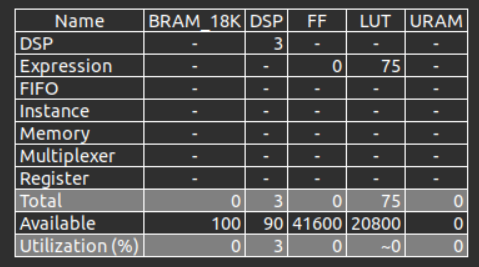 Name BRAM_18K DSP FF LUT URAM
DSP - 3 - - -
Expression - - 0 75 -
FIFO - - - - -
Instance - - - - -
Memory - - - - -
Multiplexer - - - - -
Register - - - - -
Total 0 3 0 75 0
Available 100 90 41600 20800 0
Utilization (%) 0 3 0 ~0 0